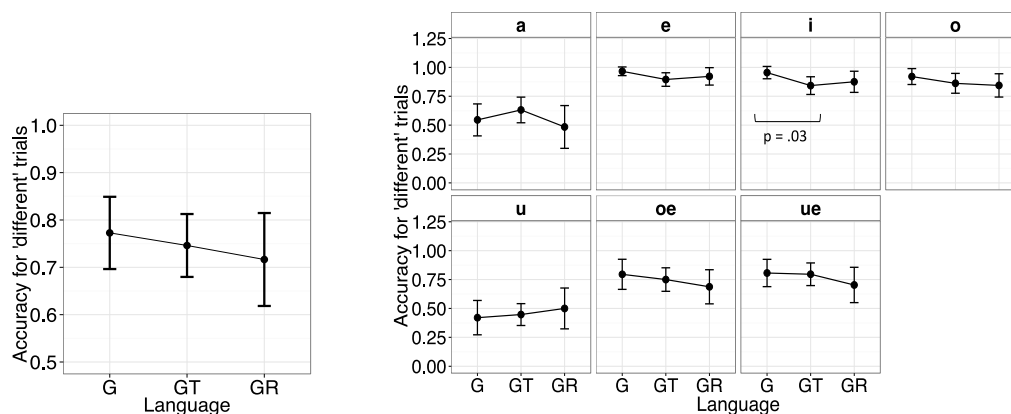 Accuracy for 'different' trials
1.0
0.9
0.8
0.7
0.6
0.5
G GT GR
Language
Accuracy for 'different' trials
a e i o
1.25
1.00
0.75
0.50
0.25
0.00
p = .03
u oe ue
1.25
1.00
0.75
0.50
0.25
0.00
G GT GR G GT GR G GT GR
Language